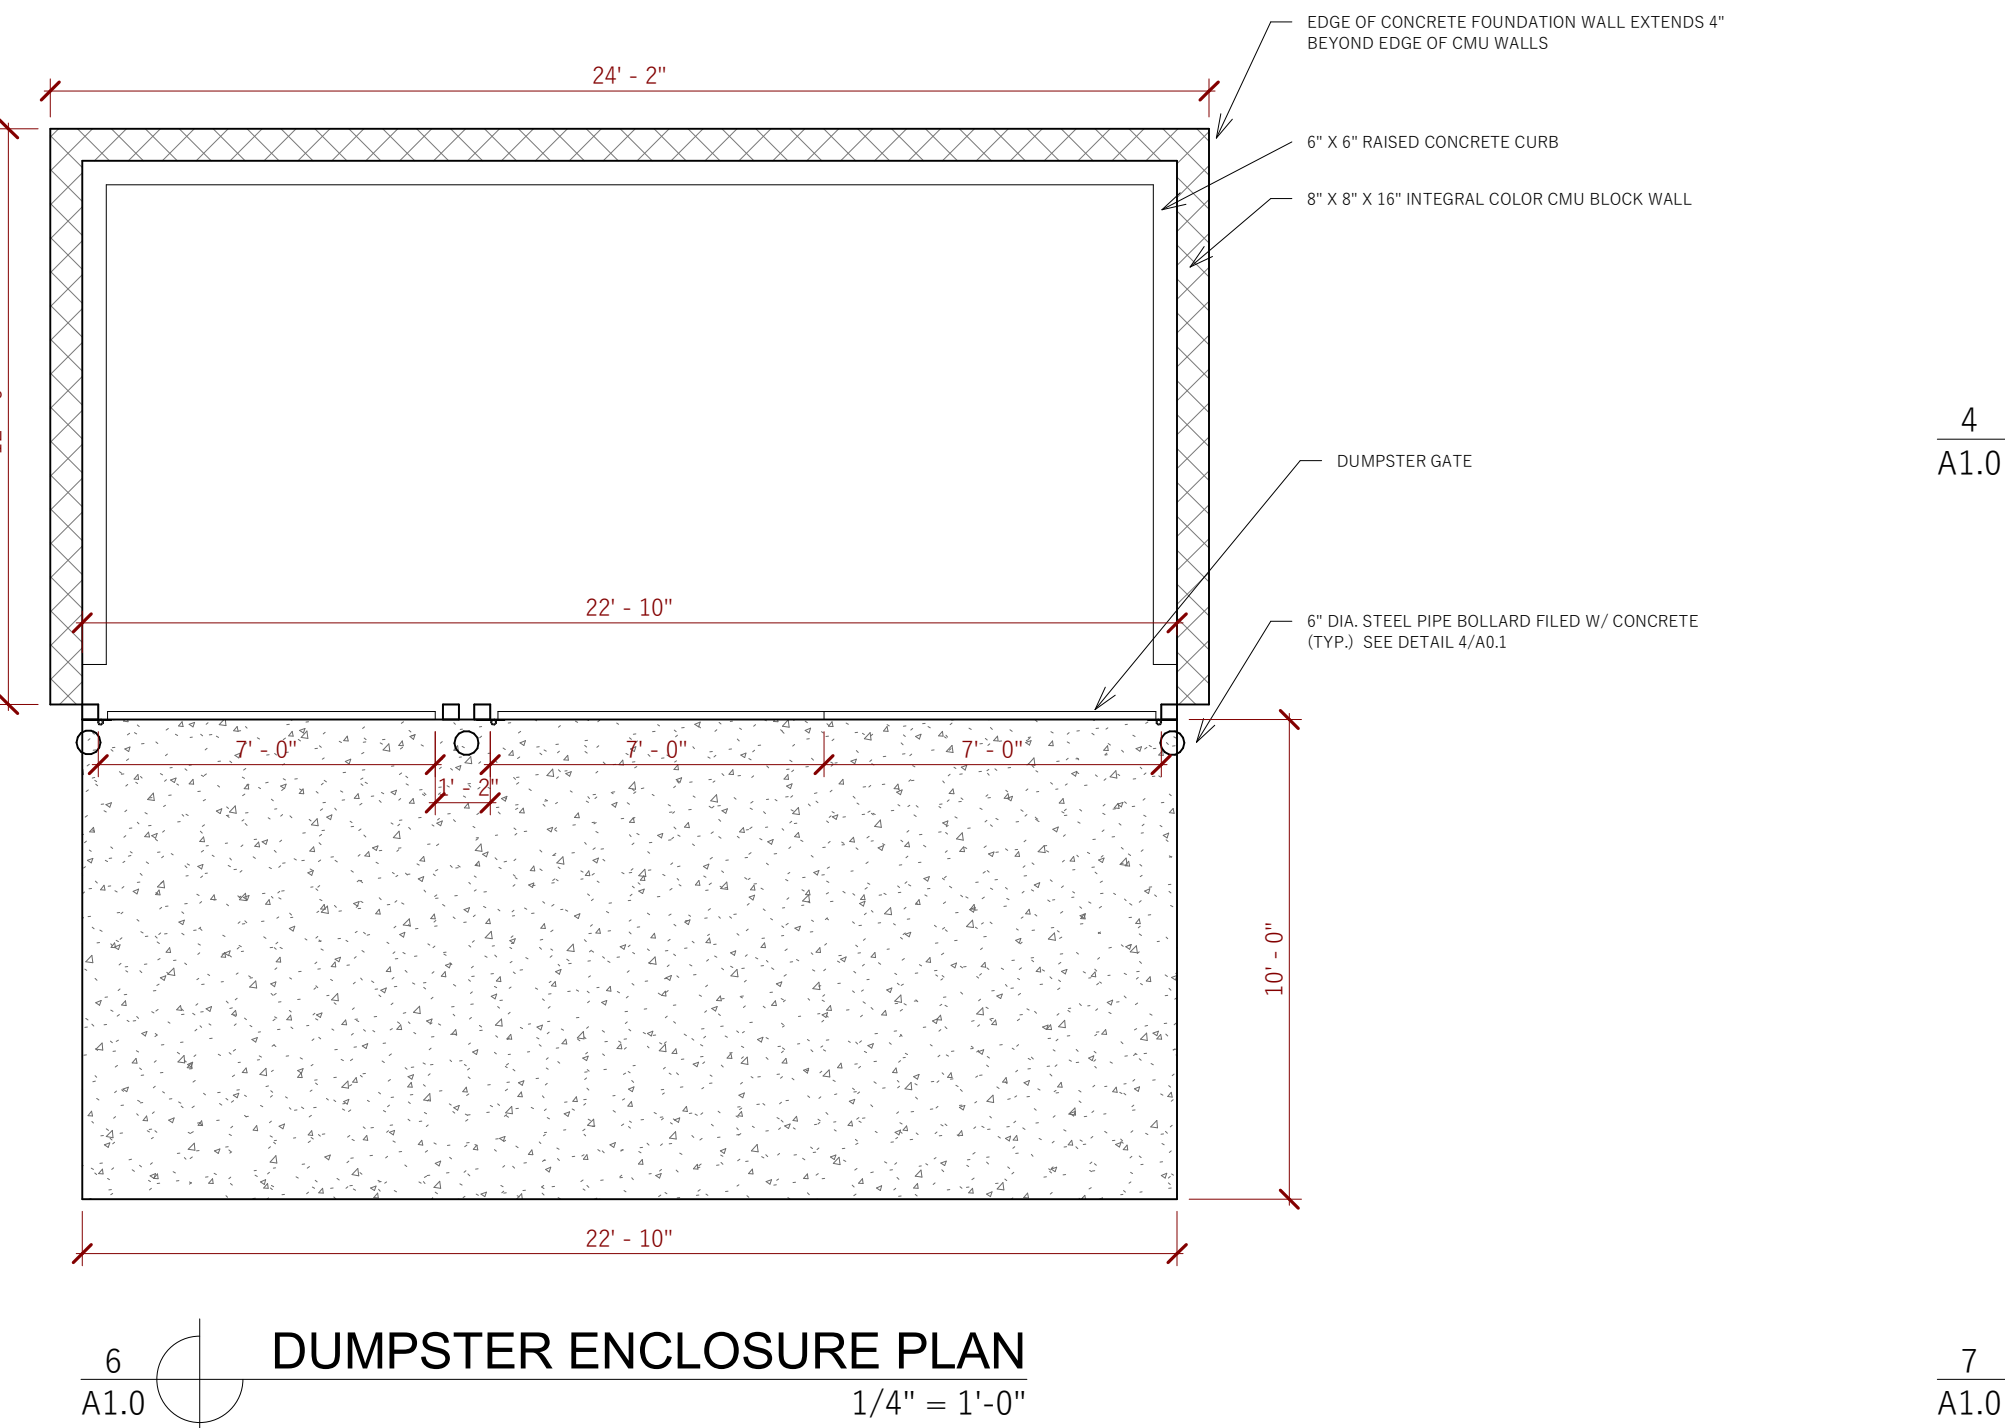 EDGE OF CONCRETE FOUNDATION WALL EXTENDS 4"
BEYOND EDGE OF CMU WALLS
24' - 2"
6" X 6" RAISED CONCRETE CURB
8" X 8" X 16" INTEGRAL COLOR CMU BLOCK WALL
4
A1.0
DUMPSTER GATE
22' - 10"
6" DIA. STEEL PIPE BOLLARD FILED W/ CONCRETE
(TYP.) SEE DETAIL 4/A0.1
7' - 0"
7' - 0"
7' - 0"
1' - 2"
10' - 0"
22' - 10"
6
A1.0
DUMPSTER ENCLOSURE PLAN
1/4" = 1'-0"
7
A1.0